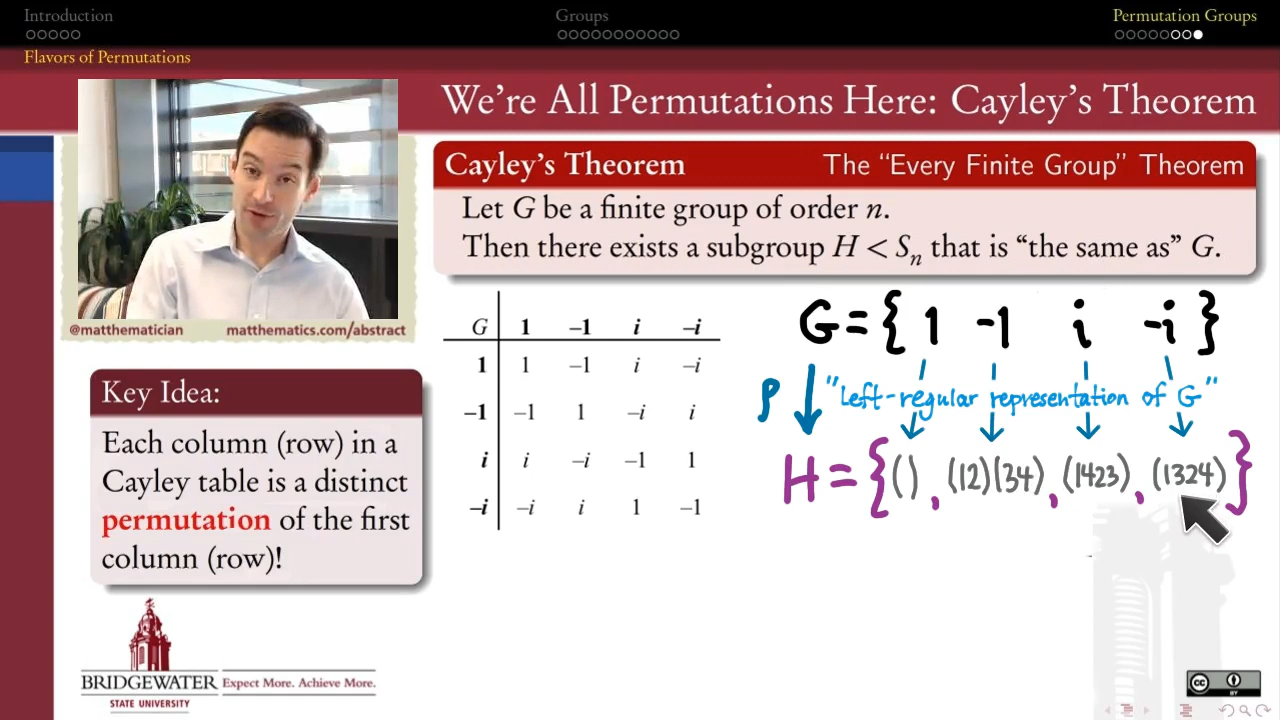 Introduction Groups Permutation Groups
Flavors of Permutations
We're All Permutations Here: Cayley's Theorem
Cayley's Theorem The "Every Finite Group" Theorem
Let G be a finite group of order n.
Then there exists a subgroup H < Sₙ that is "the same as" G.
@matthematician matthematics.com/abstract
Key Idea:
Each column (row) in a
Cayley table is a distinct
permutation of the first
column (row)!
G 1 –1 i –i
1 1 –1 i –i
–1 –1 1 –i i
i i –i –1 1
–i –i i 1 –1
G = { 1 -1 i -i }
ρ "Left-regular representation of G"
H = { ( ) , (12)(34) , (1423) , (1324) }
BRIDGEWATER
STATE UNIVERSITY
Expect More. Achieve More.
cc BY